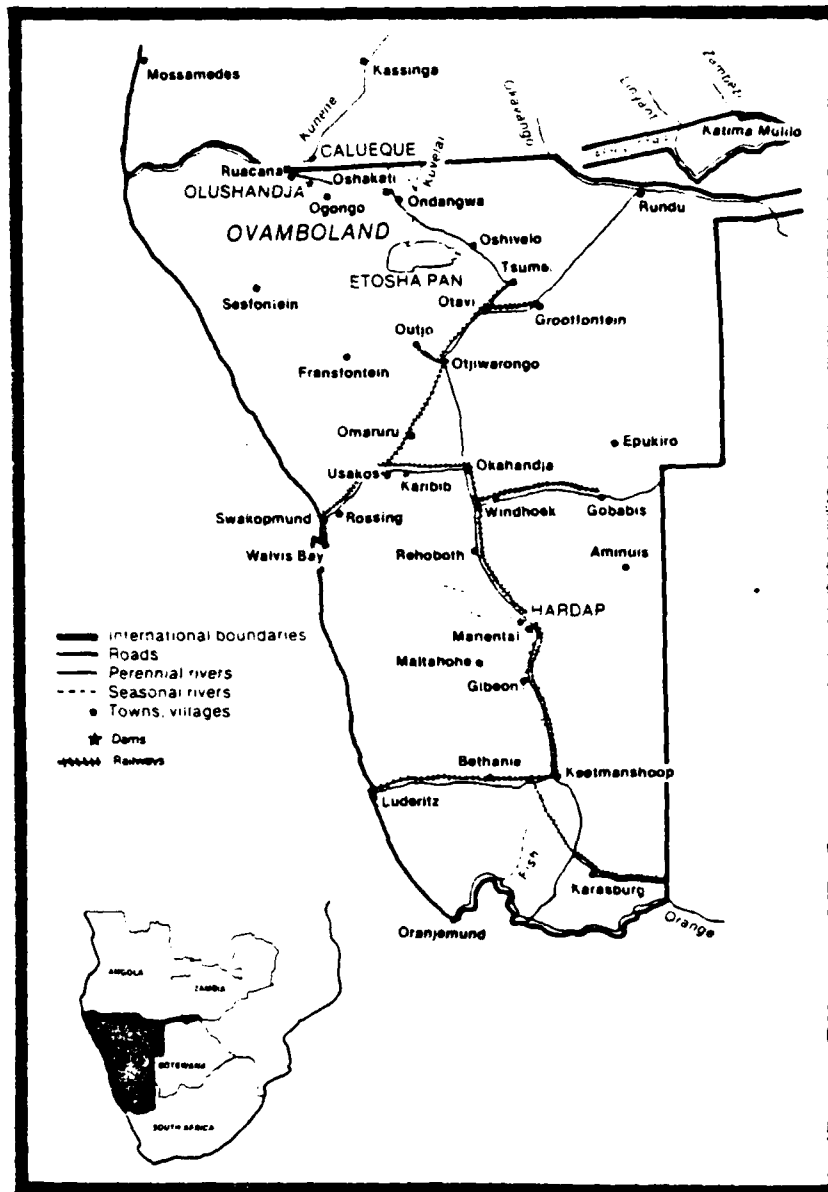 Mossamedes
Kassinga
Kunene
Katima Mulilo
CALUEQUE
Kuvelai
Ruacana
Oshakati
OLUSHANDJA
Ogongo
Ondangwa
Rundu
OVAMBOLAND
Oshivelo
ETOSHA PAN
Tsume.
Sesfontein
Otavi
Grootfontein
Outjo
Fransfontein
Otjiwarongo
Omaruru
Epukiro
Okahandja
Usakos
Karibib
Swakopmund
Rossing
Windhoek
Gobabis
Walvis Bay
Rehoboth
Aminuis
HARDAP
International boundaries
Manental
Roads
Maltahohe
Perennial rivers
Gibeon
Seasonal rivers
Towns, villages
Dams
Railways
Bethanie
Keetmanshoop
Luderitz
Fish
Karasburg
Oranjemund
Orange
ANGOLA
ZAMBIA
BOTSWANA
SOUTH AFRICA